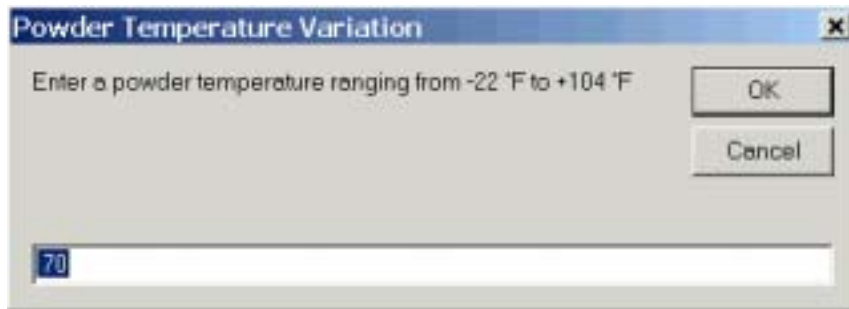 Powder Temperature Variation
Enter a powder temperature ranging from -22 °F to +104 °F
OK
Cancel
70